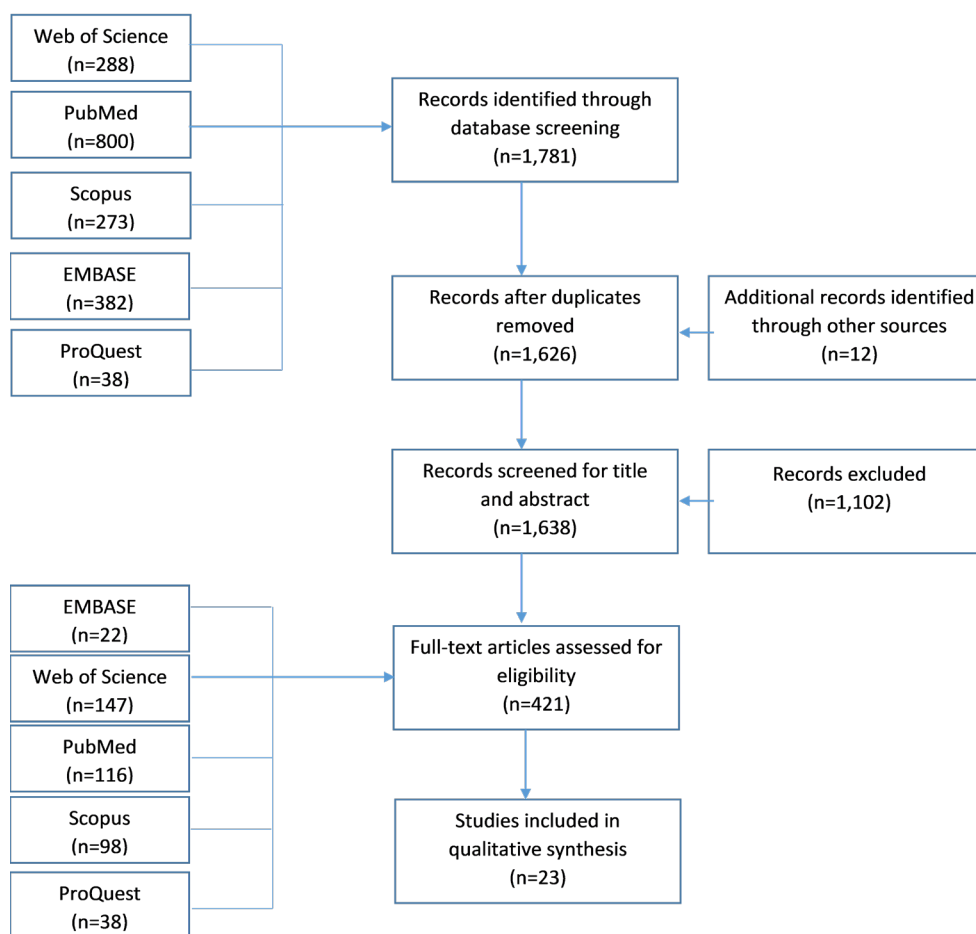 Web of Science
(n=288)
PubMed
(n=800)
Scopus
(n=273)
EMBASE
(n=382)
ProQuest
(n=38)
Records identified through
database screening
(n=1,781)
Records after duplicates
removed
(n=1,626)
Additional records identified
through other sources
(n=12)
Records screened for title
and abstract
(n=1,638)
Records excluded
(n=1,102)
EMBASE
(n=22)
Web of Science
(n=147)
PubMed
(n=116)
Scopus
(n=98)
ProQuest
(n=38)
Full-text articles assessed for
eligibility
(n=421)
Studies included in
qualitative synthesis
(n=23)